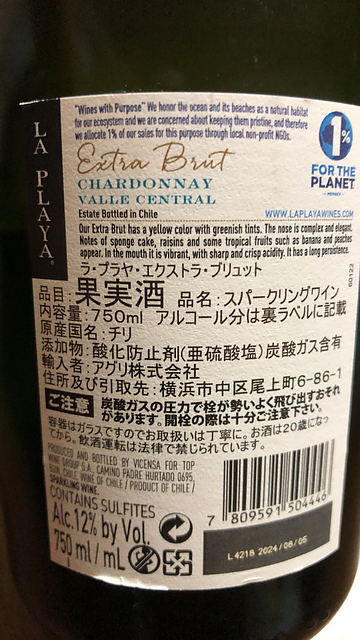 "Wines with Purpose" We honor the ocean and its beaches as a natural habitat
for our ecosystem and we are concerned about keeping them pristine, and therefore
we allocate 1% of our sales for this purpose through local non-profit NGOs.
1%
FOR THE
PLANET
MEMBER
LA PLAYA
Extra Brut
CHARDONNAY
VALLE CENTRAL
Estate Bottled in Chile
WWW.LAPLAYAWINES.COM
Our Extra Brut has a yellow color with greenish tints. The nose is complex and elegant.
Notes of sponge cake, raisins and some tropical fruits such as banana and peaches
appear. In the mouth it is vibrant, with sharp and crisp acidity. It has a long persistence.
ラ・プラヤ・エクストラ・ブリュット
品目:果実酒 品名:スパークリングワイン
内容量:750ml アルコール分は裏ラベルに記載
原産国名:チリ
添加物:酸化防止剤(亜硫酸塩)炭酸ガス含有
輸入者:アグリ株式会社
住所及び引取先:横浜市中区尾上町6-86-1
ご注意 炭酸ガスの圧力で栓が勢いよく飛び出すおそれ
があります。開栓の際は十分ご注意下さい。
容器はガラスですのでお取扱いは丁寧に。お酒は20歳になっ
てから。飲酒運転は法律で禁じられています。
60122
PRODUCED AND BOTTLED BY VICENSA FOR TOP
WINE GROUP S.A. CAMINO PADRE HURTADO 0695,
BUIN, CHILE. WINE OF CHILE / PRODUCT OF CHILE /
SPARKLING WINE.
CONTAINS SULFITES
Alc.12% by Vol.
750 ml / mL
7 809591 504446
L4218 2024/08/05